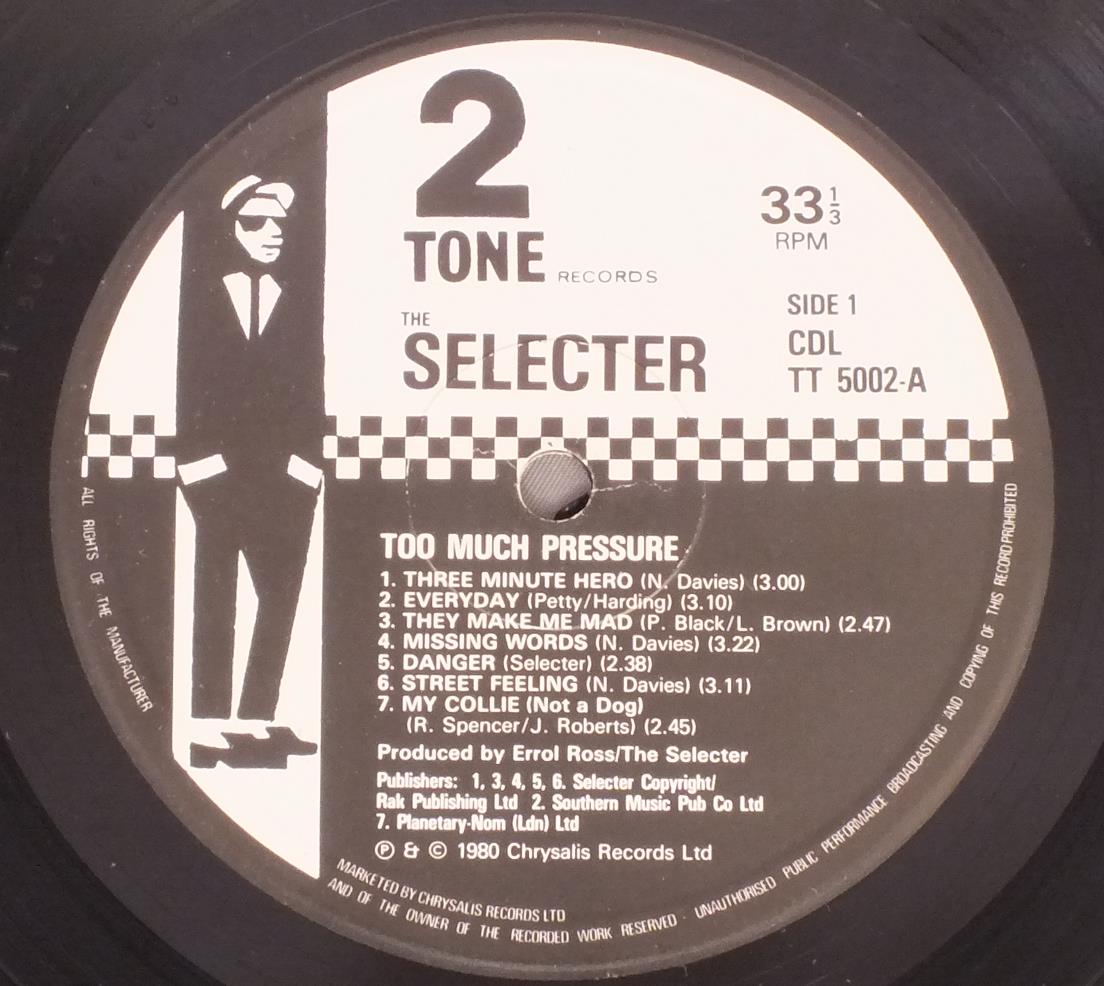 2
TONE RECORDS
33 1/3
RPM
THE
SELECTER
SIDE 1
CDL
TT 5002-A
TOO MUCH PRESSURE
1. THREE MINUTE HERO (N. Davies) (3.00)
2. EVERYDAY (Petty/Harding) (3.10)
3. THEY MAKE ME MAD (P. Black/L. Brown) (2.47)
4. MISSING WORDS (N. Davies) (3.22)
5. DANGER (Selecter) (2.38)
6. STREET FEELING (N. Davies) (3.11)
7. MY COLLIE (Not a Dog)
(R. Spencer/J. Roberts) (2.45)
Produced by Errol Ross/The Selecter
Publishers: 1, 3, 4, 5, 6. Selecter Copyright/
Rak Publishing Ltd 2. Southern Music Pub Co Ltd
7. Planetary-Nom (Ldn) Ltd
℗ & © 1980 Chrysalis Records Ltd
MARKETED BY CHRYSALIS RECORDS LTD
ALL RIGHTS OF THE MANUFACTURER AND OF THE OWNER OF THE RECORDED WORK RESERVED · UNAUTHORISED PUBLIC PERFORMANCE BROADCASTING AND COPYING OF THIS RECORD PROHIBITED